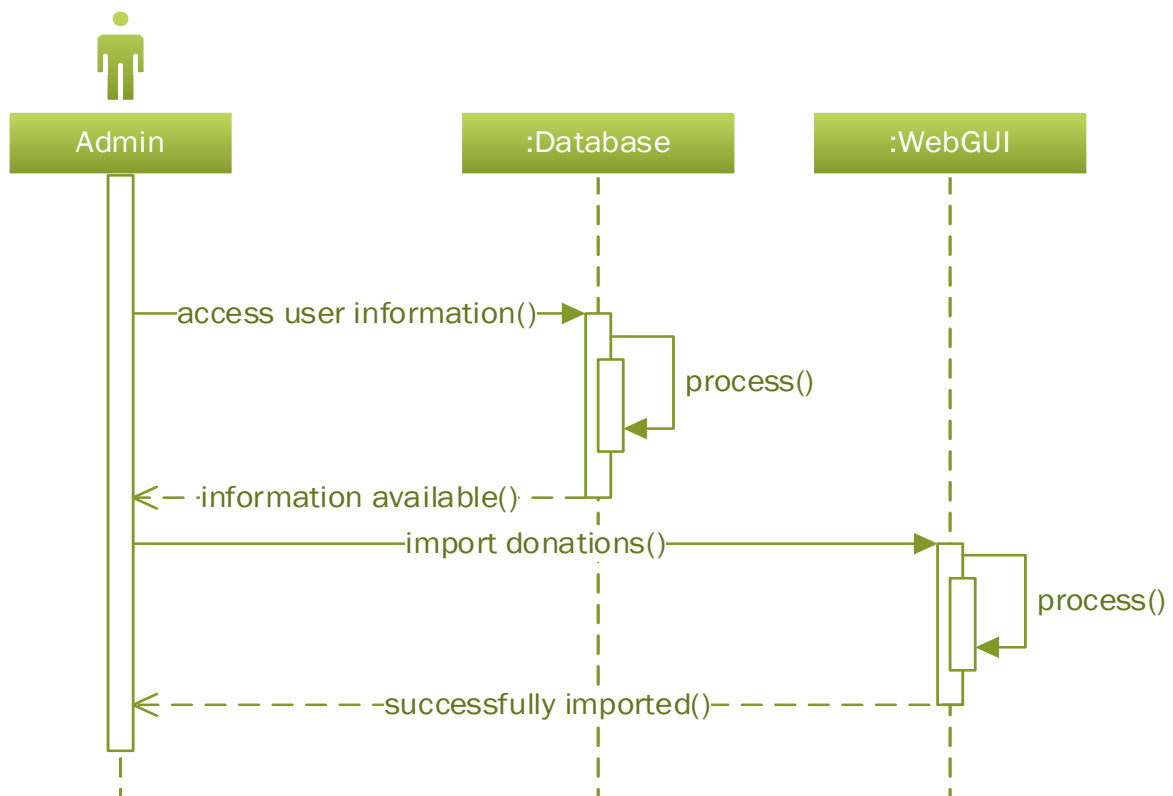 Admin
:Database
:WebGUI
access user information()
process()
information available()
import donations()
process()
successfully imported()